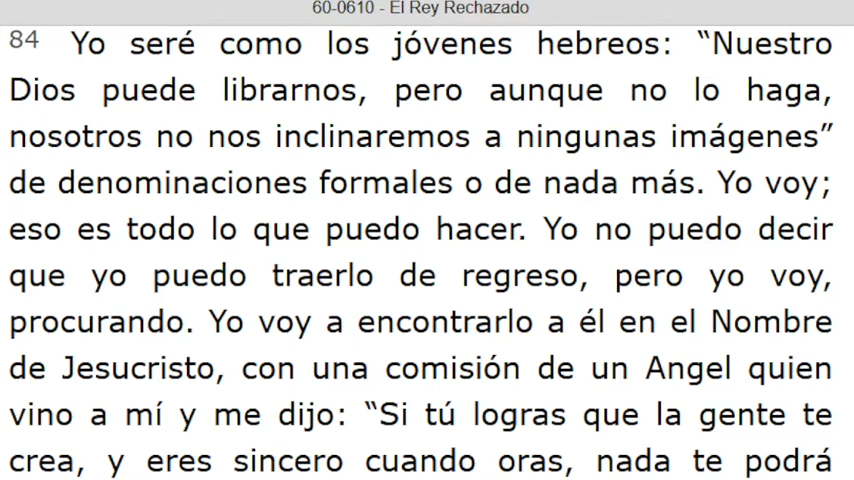 60-0610 - El Rey Rechazado
84 Yo seré como los jóvenes hebreos: “Nuestro
Dios puede librarnos, pero aunque no lo haga,
nosotros no nos inclinaremos a ningunas imágenes”
de denominaciones formales o de nada más. Yo voy;
eso es todo lo que puedo hacer. Yo no puedo decir
que yo puedo traerlo de regreso, pero yo voy,
procurando. Yo voy a encontrarlo a él en el Nombre
de Jesucristo, con una comisión de un Angel quien
vino a mí y me dijo: “Si tú logras que la gente te
crea, y eres sincero cuando oras, nada te podrá